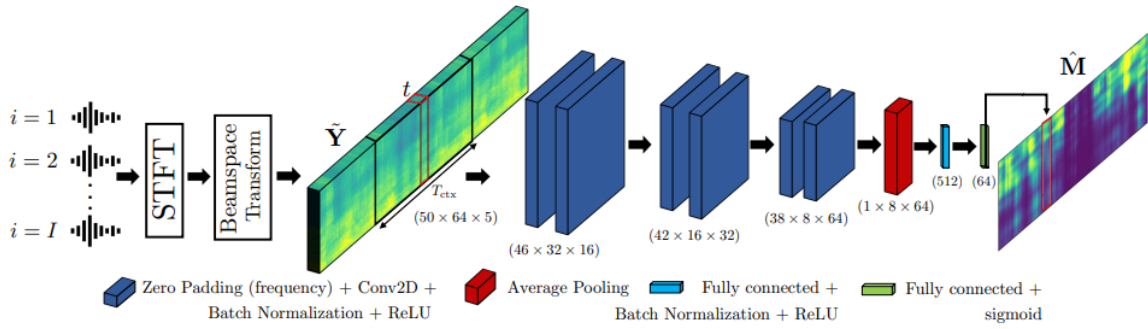 i = 1
i = 2
i = I
STFT
Beamspace
Transform
Ỹ
t
T_ctx
(50 × 64 × 5)
(46 × 32 × 16)
(42 × 16 × 32)
(38 × 8 × 64)
(1 × 8 × 64)
(512)
(64)
M̂
Zero Padding (frequency) + Conv2D +
Batch Normalization + ReLU
Average Pooling
Fully connected +
Batch Normalization + ReLU
Fully connected +
sigmoid